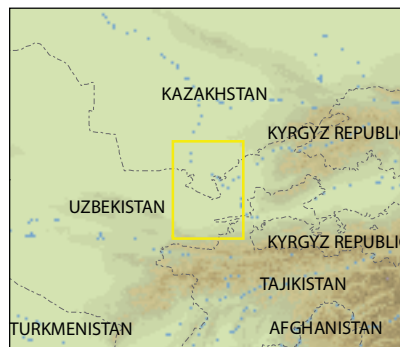 KAZAKHSTAN
KYRGYZ REPUBLIC
UZBEKISTAN
KYRGYZ REPUBLIC
TAJIKISTAN
TURKMENISTAN
AFGHANISTAN